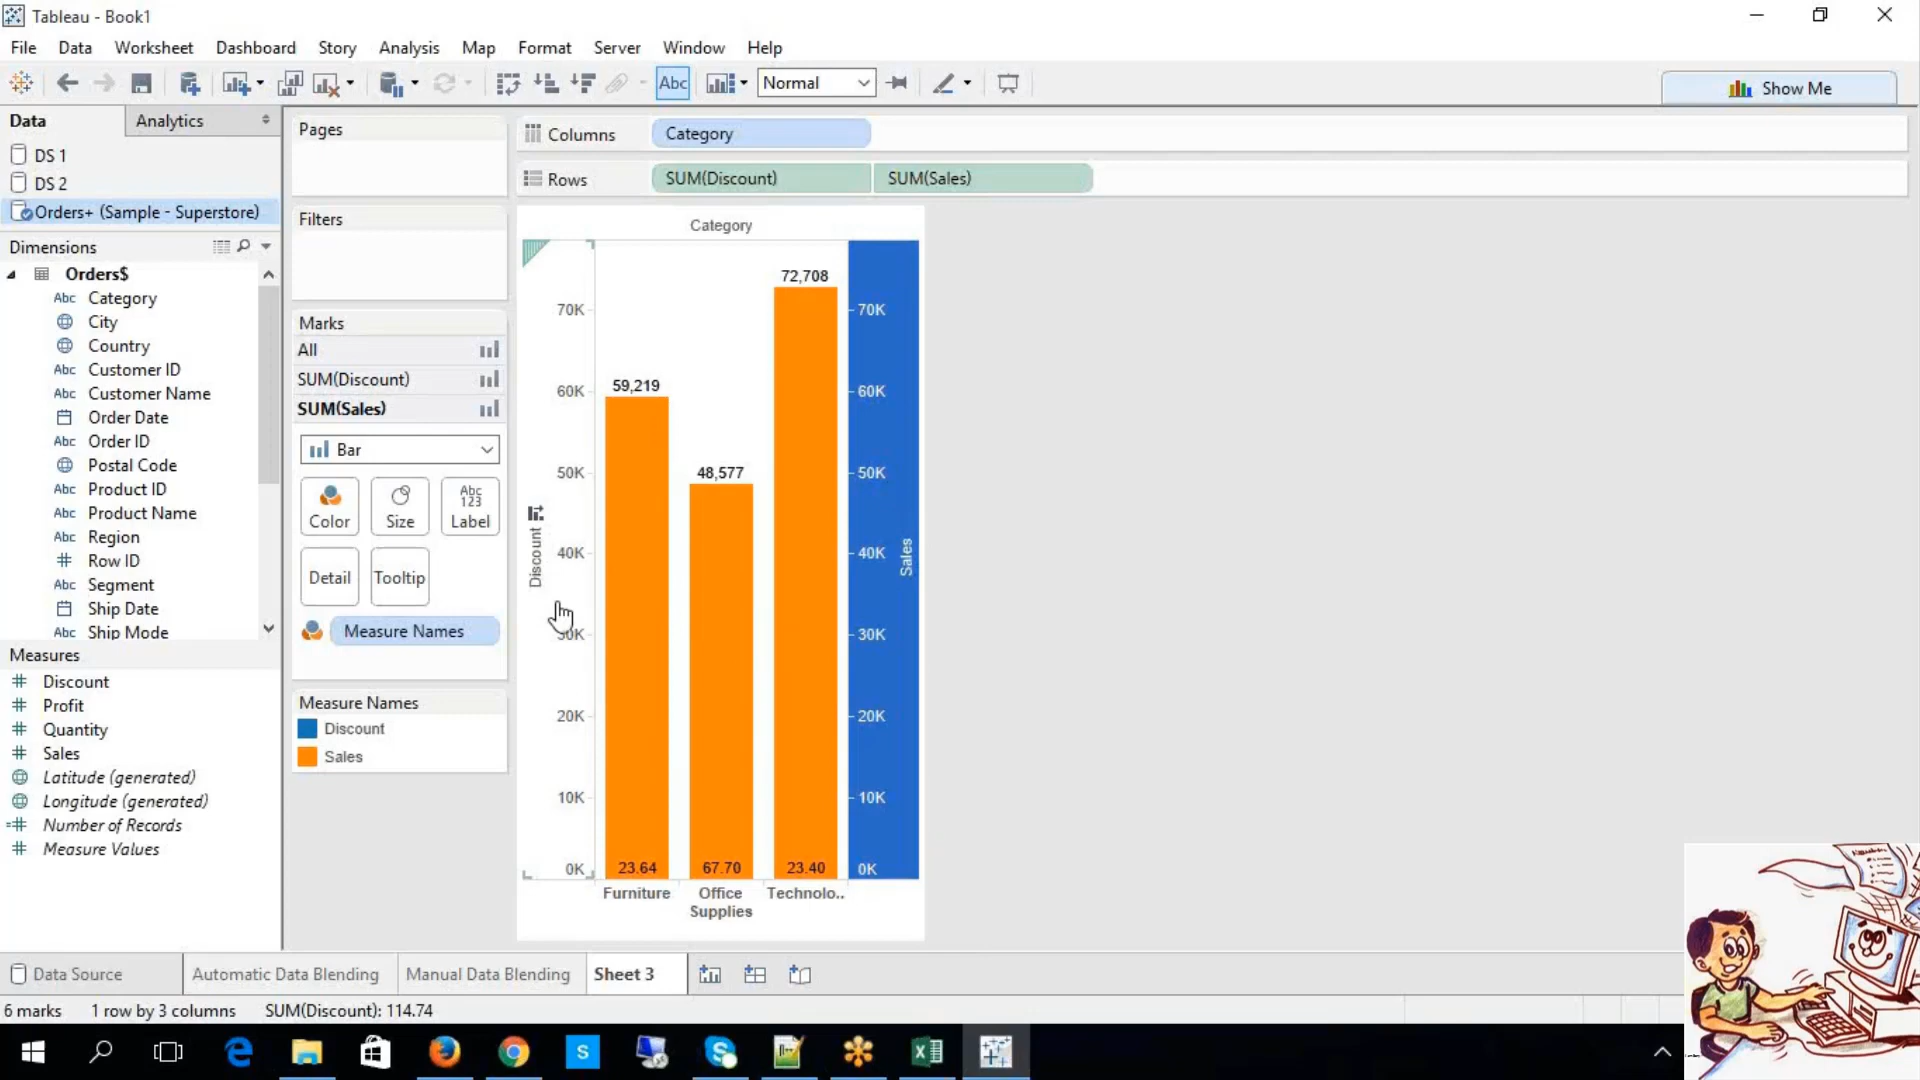 Tableau - Book1
File Data Worksheet Dashboard Story Analysis Map Format Server Window Help
Abc Normal Show Me
Data Analytics
DS 1
DS 2
Orders+ (Sample - Superstore)
Dimensions
Orders$
Abc Category
City
Country
Abc Customer ID
Abc Customer Name
Order Date
Abc Order ID
Postal Code
Abc Product ID
Abc Product Name
Abc Region
Row ID
Abc Segment
Ship Date
Abc Ship Mode
Measures
Discount
Profit
Quantity
Sales
Latitude (generated)
Longitude (generated)
Number of Records
Measure Values
Pages
Filters
Marks
All
SUM(Discount)
SUM(Sales)
Bar
Color Size Abc 123 Label
Detail Tooltip
Measure Names
Measure Names
Discount
Sales
Columns Category
Rows SUM(Discount) SUM(Sales)
Category
72,708
70K 70K
59,219
60K 60K
48,577
50K 50K
Discount 40K 40K Sales
30K 30K
20K 20K
10K 10K
0K 23.64 67.70 23.40 0K
Furniture Office Supplies Technolo..
Data Source Automatic Data Blending Manual Data Blending Sheet 3
6 marks 1 row by 3 columns SUM(Discount): 114.74